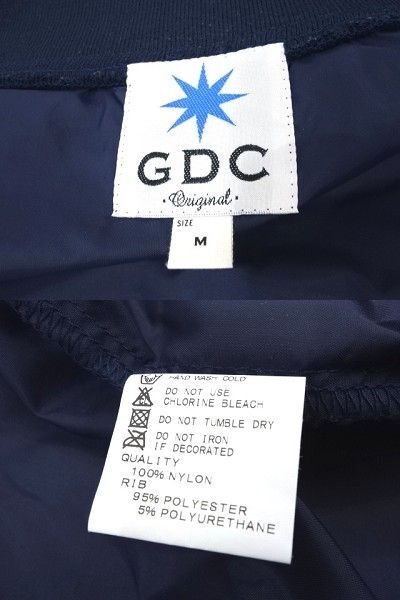 GDC
· Original ·
SIZE
M
HAND WASH COLD
DO NOT USE
CHLORINE BLEACH
DO NOT TUMBLE DRY
DO NOT IRON
IF DECORATED
QUALITY
100% NYLON
RIB
95% POLYESTER
5% POLYURETHANE